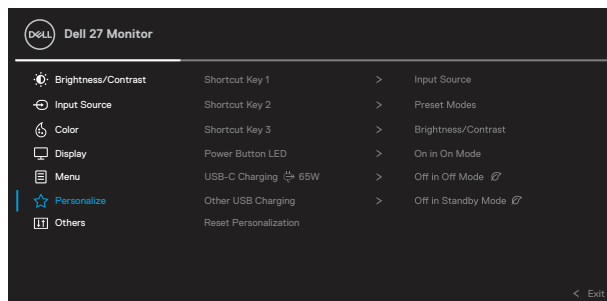 DELL Dell 27 Monitor
Brightness/Contrast Shortcut Key 1 > Input Source
Input Source Shortcut Key 2 > Preset Modes
Color Shortcut Key 3 > Brightness/Contrast
Display Power Button LED > On in On Mode
Menu USB-C Charging 65W > Off in Off Mode
Personalize Other USB Charging > Off in Standby Mode
Others Reset Personalization
< Exit